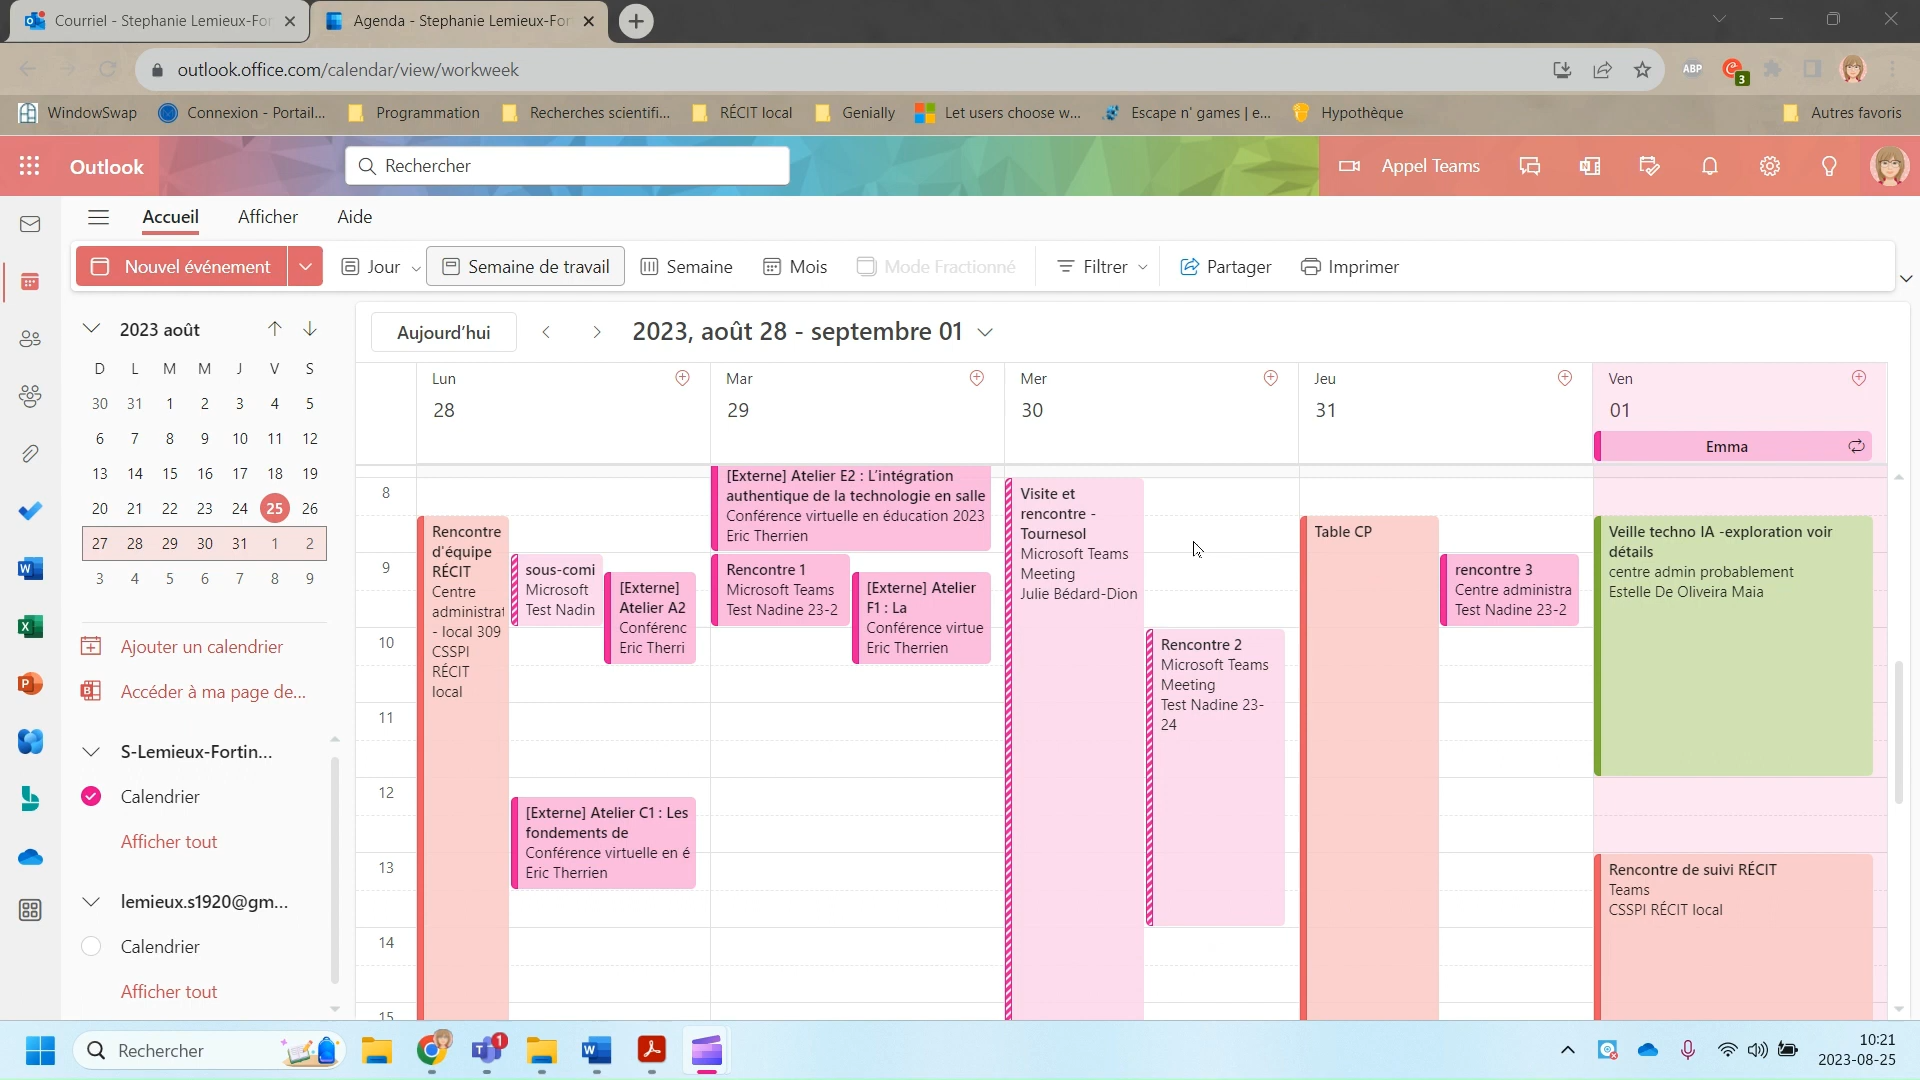 Courriel - Stephanie Lemieux-For
Agenda - Stephanie Lemieux-For
outlook.office.com/calendar/view/workweek
ABP
3
WindowSwap
Connexion - Portail...
Programmation
Recherches scientifi...
RÉCIT local
Genially
Let users choose w...
Escape n' games | e...
Hypothèque
Autres favoris
Outlook
Rechercher
Appel Teams
Accueil
Afficher
Aide
Nouvel événement
Jour
Semaine de travail
Semaine
Mois
Mode Fractionné
Filtrer
Partager
Imprimer
2023 août
D L M M J V S
30 31 1 2 3 4 5
6 7 8 9 10 11 12
13 14 15 16 17 18 19
20 21 22 23 24 25 26
27 28 29 30 31 1 2
3 4 5 6 7 8 9
Ajouter un calendrier
Accéder à ma page de...
S-Lemieux-Fortin...
Calendrier
Afficher tout
lemieux.s1920@gm...
Calendrier
Afficher tout
Aujourd'hui
2023, août 28 - septembre 01
Lun
28
Mar
29
Mer
30
Jeu
31
Ven
01
Emma
8
9
10
11
12
13
14
15
Rencontre
d'équipe
RÉCIT
Centre
administrat
- local 309
CSSPI
RÉCIT
local
sous-comi
Microsoft
Test Nadin
[Externe]
Atelier A2
Conférenc
Eric Therri
[Externe] Atelier C1 : Les
fondements de
Conférence virtuelle en é
Eric Therrien
[Externe] Atelier E2 : L'intégration
authentique de la technologie en salle
Conférence virtuelle en éducation 2023
Eric Therrien
Rencontre 1
Microsoft Teams
Test Nadine 23-2
[Externe] Atelier
F1 : La
Conférence virtue
Eric Therrien
Visite et
rencontre -
Tournesol
Microsoft Teams
Meeting
Julie Bédard-Dion
Rencontre 2
Microsoft Teams
Meeting
Test Nadine 23-
24
Table CP
rencontre 3
Centre administra
Test Nadine 23-2
Veille techno IA -exploration voir
détails
centre admin probablement
Estelle De Oliveira Maia
Rencontre de suivi RÉCIT
Teams
CSSPI RÉCIT local
Rechercher
1
10:21
2023-08-25